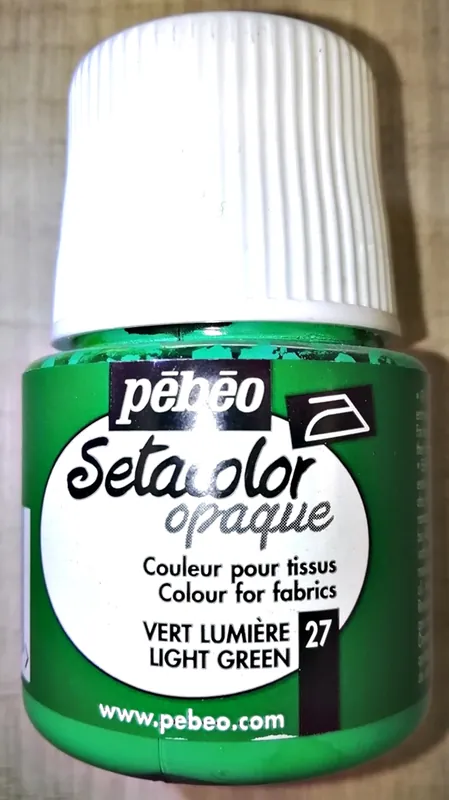 pēbēo
Setacolor
opaque
Couleur pour tissus
Colour for fabrics
VERT LUMIÈRE
LIGHT GREEN
27
www.pebeo.com